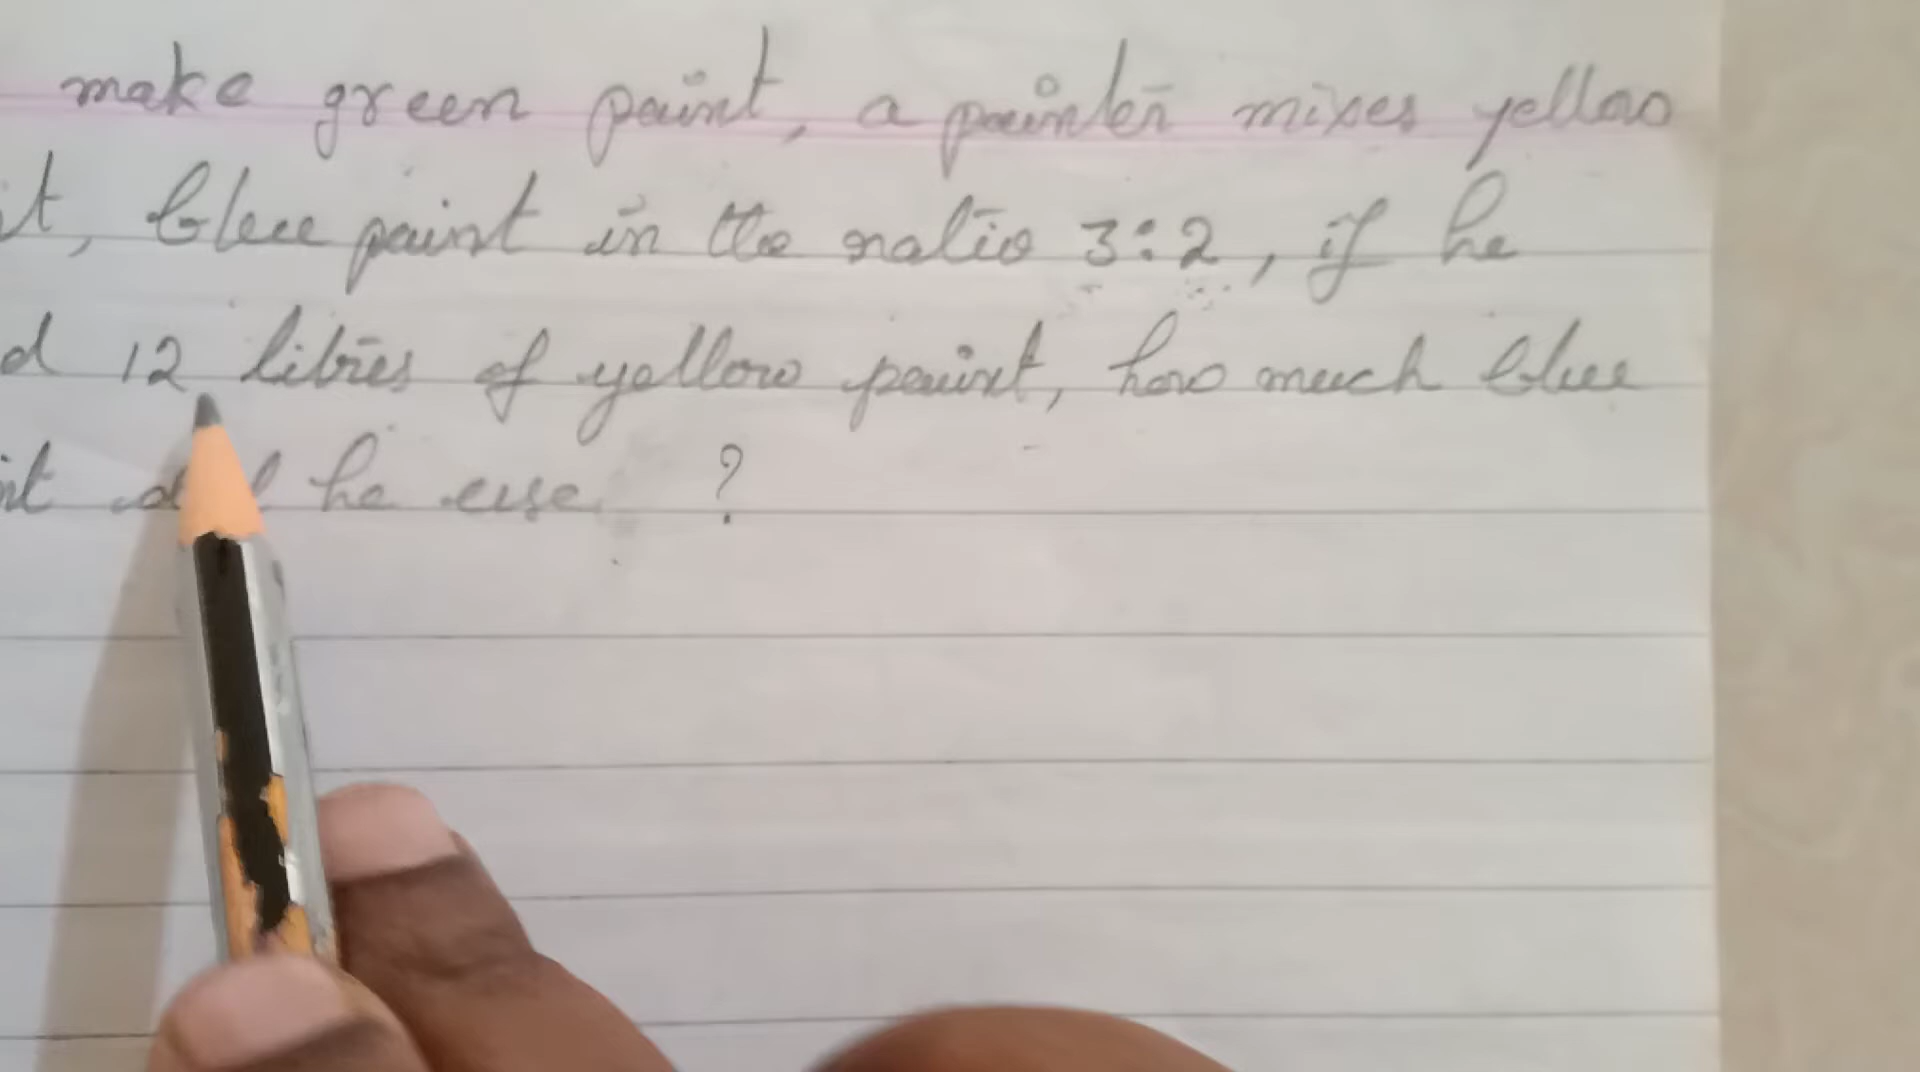 make green paint, a painter mixes yellow
it, blue paint in the ratio 3:2, if he
d 12 litres of yellow paint, how much blue
it he use ?